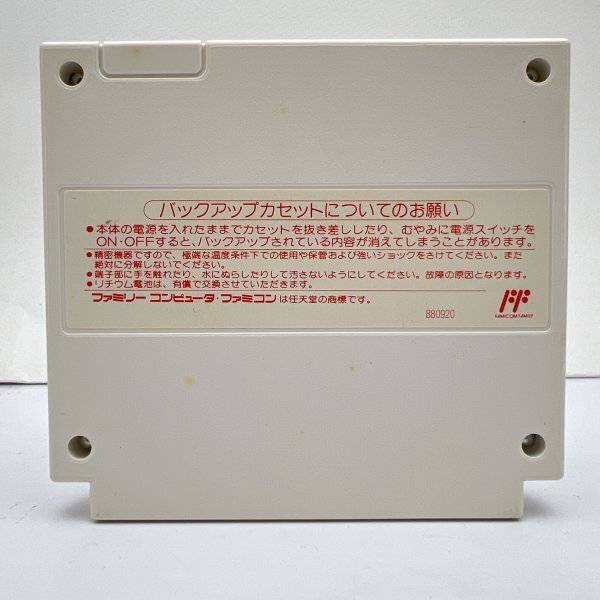 バックアップカセットについてのお願い
●本体の電源を入れたままでカセットを抜き差ししたり、むやみに電源スイッチを
ON・OFFすると、バックアップされている内容が消えてしまうことがあります。
●精密機器ですので、極端な温度条件下での使用や保管および強いショックをさけてください。また
絶対に分解しないでください。
●端子部に手を触れたり、水にぬらしたりして汚さないようにしてください。故障の原因となります。
●リチウム電池は、有償で交換させていただきます。
ファミリーコンピュータ・ファミコンは任天堂の商標です。
880920
FAMICOM FAMILY